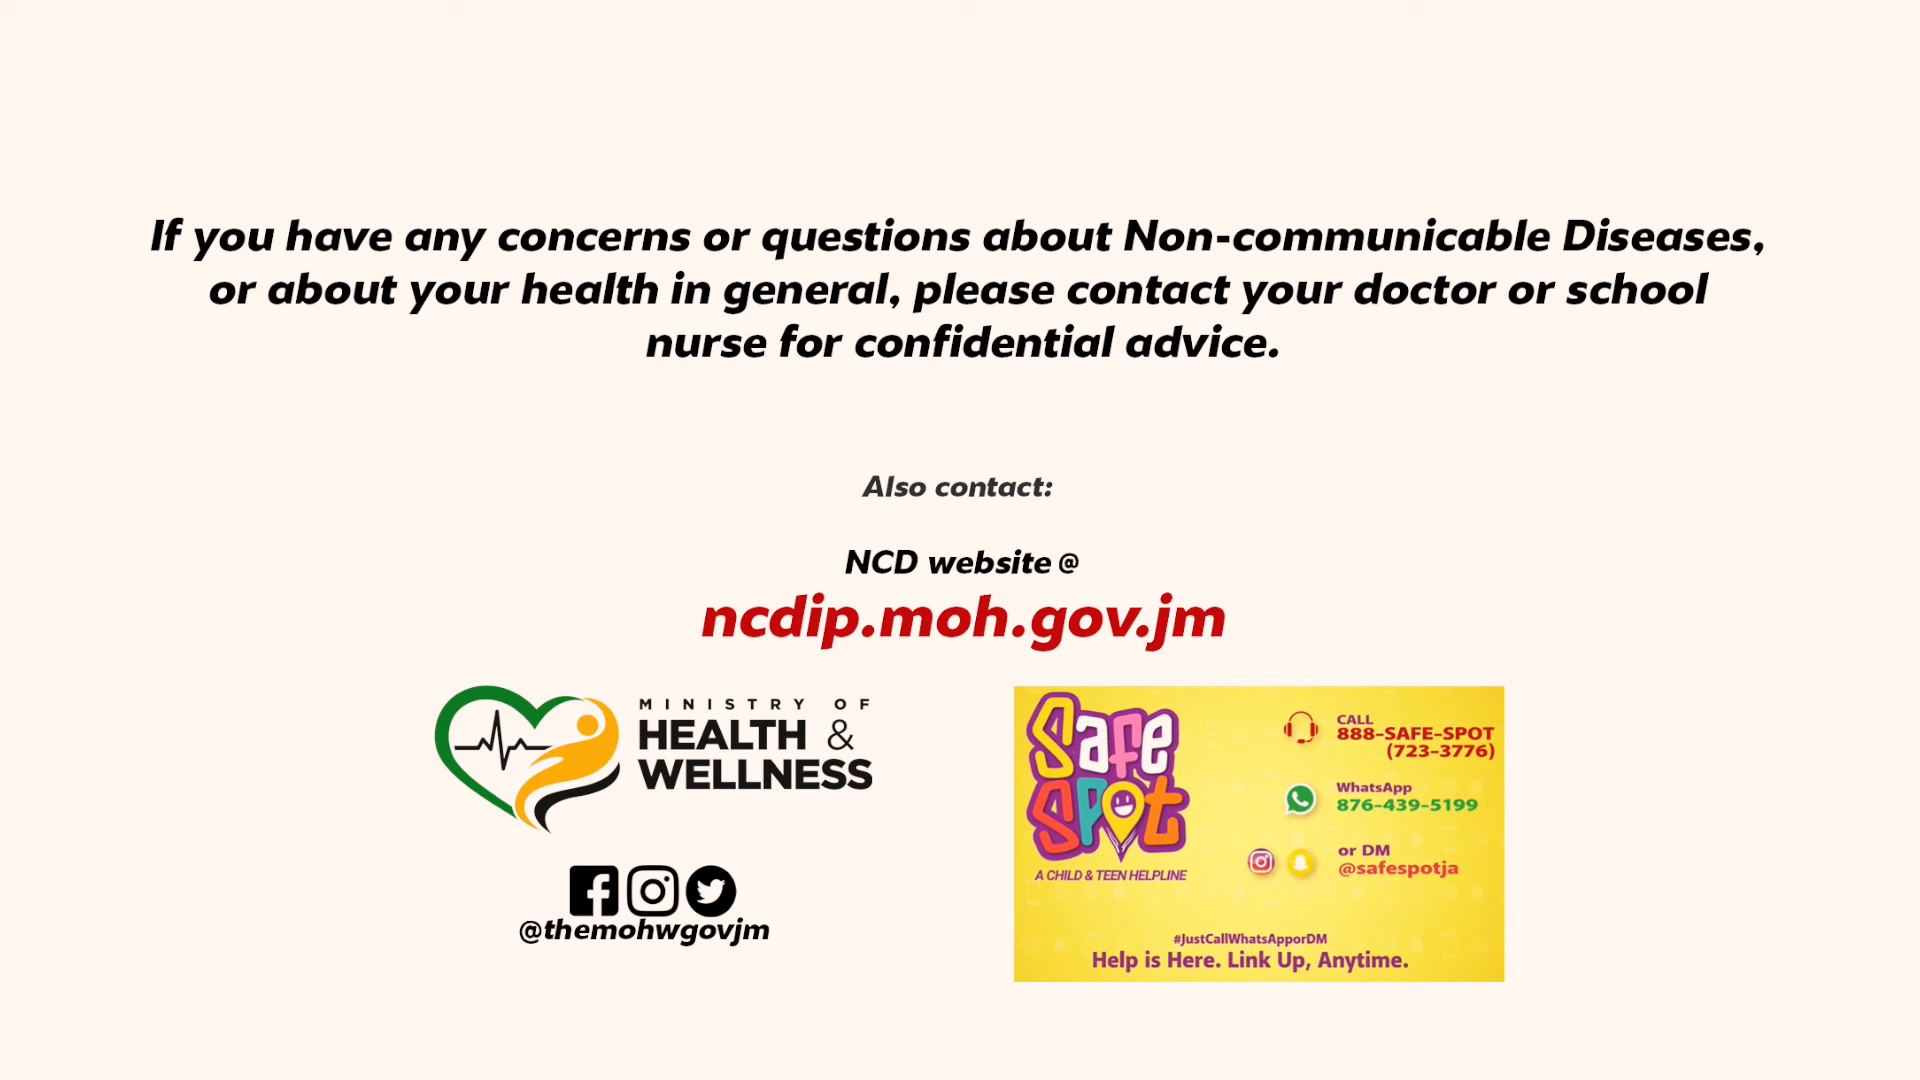 If you have any concerns or questions about Non-communicable Diseases,
or about your health in general, please contact your doctor or school
nurse for confidential advice.
Also contact:
NCD website @
ncdip.moh.gov.jm
MINISTRY OF
HEALTH &
WELLNESS
@themohwgovjm
Safe
Spot
A CHILD & TEEN HELPLINE
CALL
888-SAFE-SPOT
(723-3776)
WhatsApp
876-439-5199
or DM
@safespotja
#JustCallWhatsApporDM
Help is Here. Link Up, Anytime.